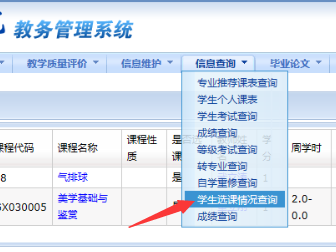 教务管理系统
教学质量评价 信息维护 信息查询 毕业论文
专业推荐课表查询
学生个人课表
学生考试查询
成绩查询
等级考试查询
转专业查询
自学重修查询
学生选课情况查询
成绩查询
课程代码 课程名称 课程性质 是 课 学分 周学时
8 气排球
GX030005 美学基础与鉴赏 2.0-0.0